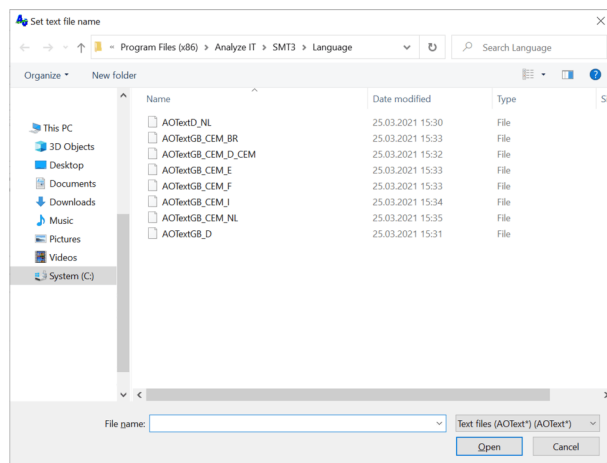 Set text file name
« Program Files (x86) > Analyze IT > SMT3 > Language
Search Language
Organize
New folder
Name Date modified Type S
This PC
3D Objects
Desktop
Documents
Downloads
Music
Pictures
Videos
System (C:)
AOTextD_NL 25.03.2021 15:30 File
AOTextGB_CEM_BR 25.03.2021 15:33 File
AOTextGB_CEM_D_CEM 25.03.2021 15:32 File
AOTextGB_CEM_E 25.03.2021 15:33 File
AOTextGB_CEM_F 25.03.2021 15:33 File
AOTextGB_CEM_I 25.03.2021 15:34 File
AOTextGB_CEM_NL 25.03.2021 15:35 File
AOTextGB_D 25.03.2021 15:31 File
File name:
Text files (AOText*) (AOText*)
Open Cancel